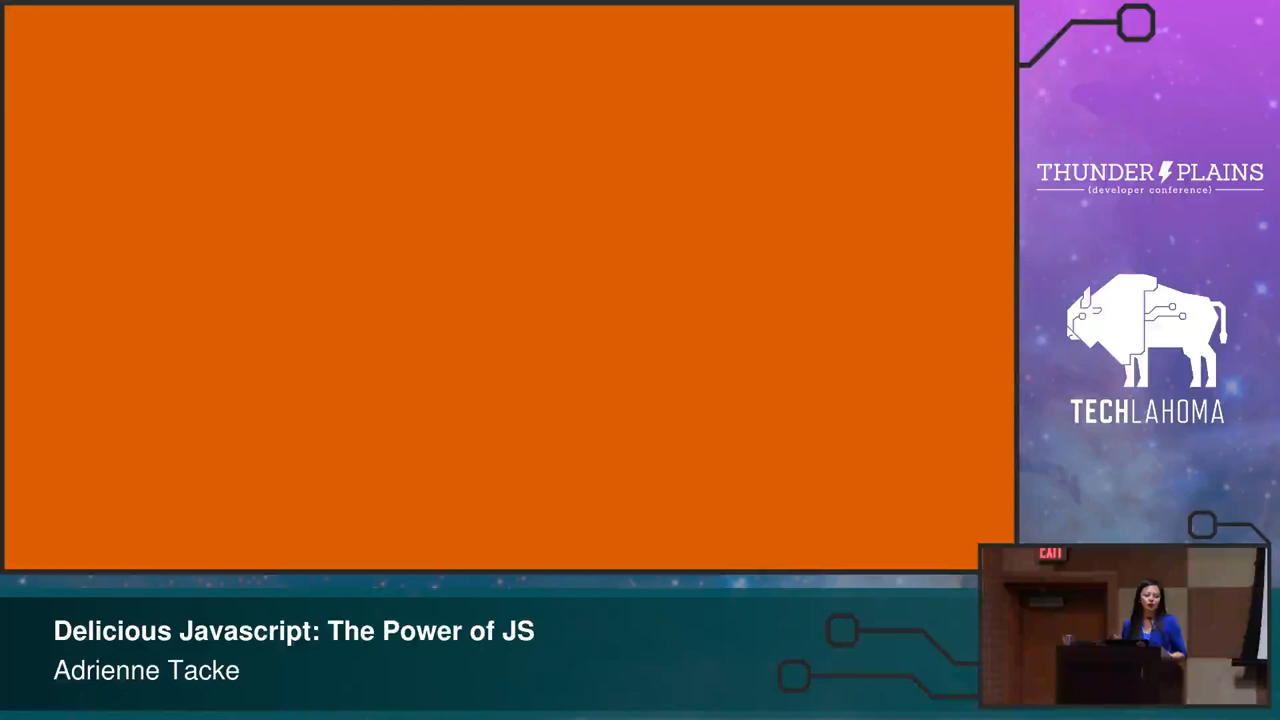 THUNDER PLAINS
{developer conference}
TECHLAHOMA
EXIT
Delicious Javascript: The Power of JS
Adrienne Tacke